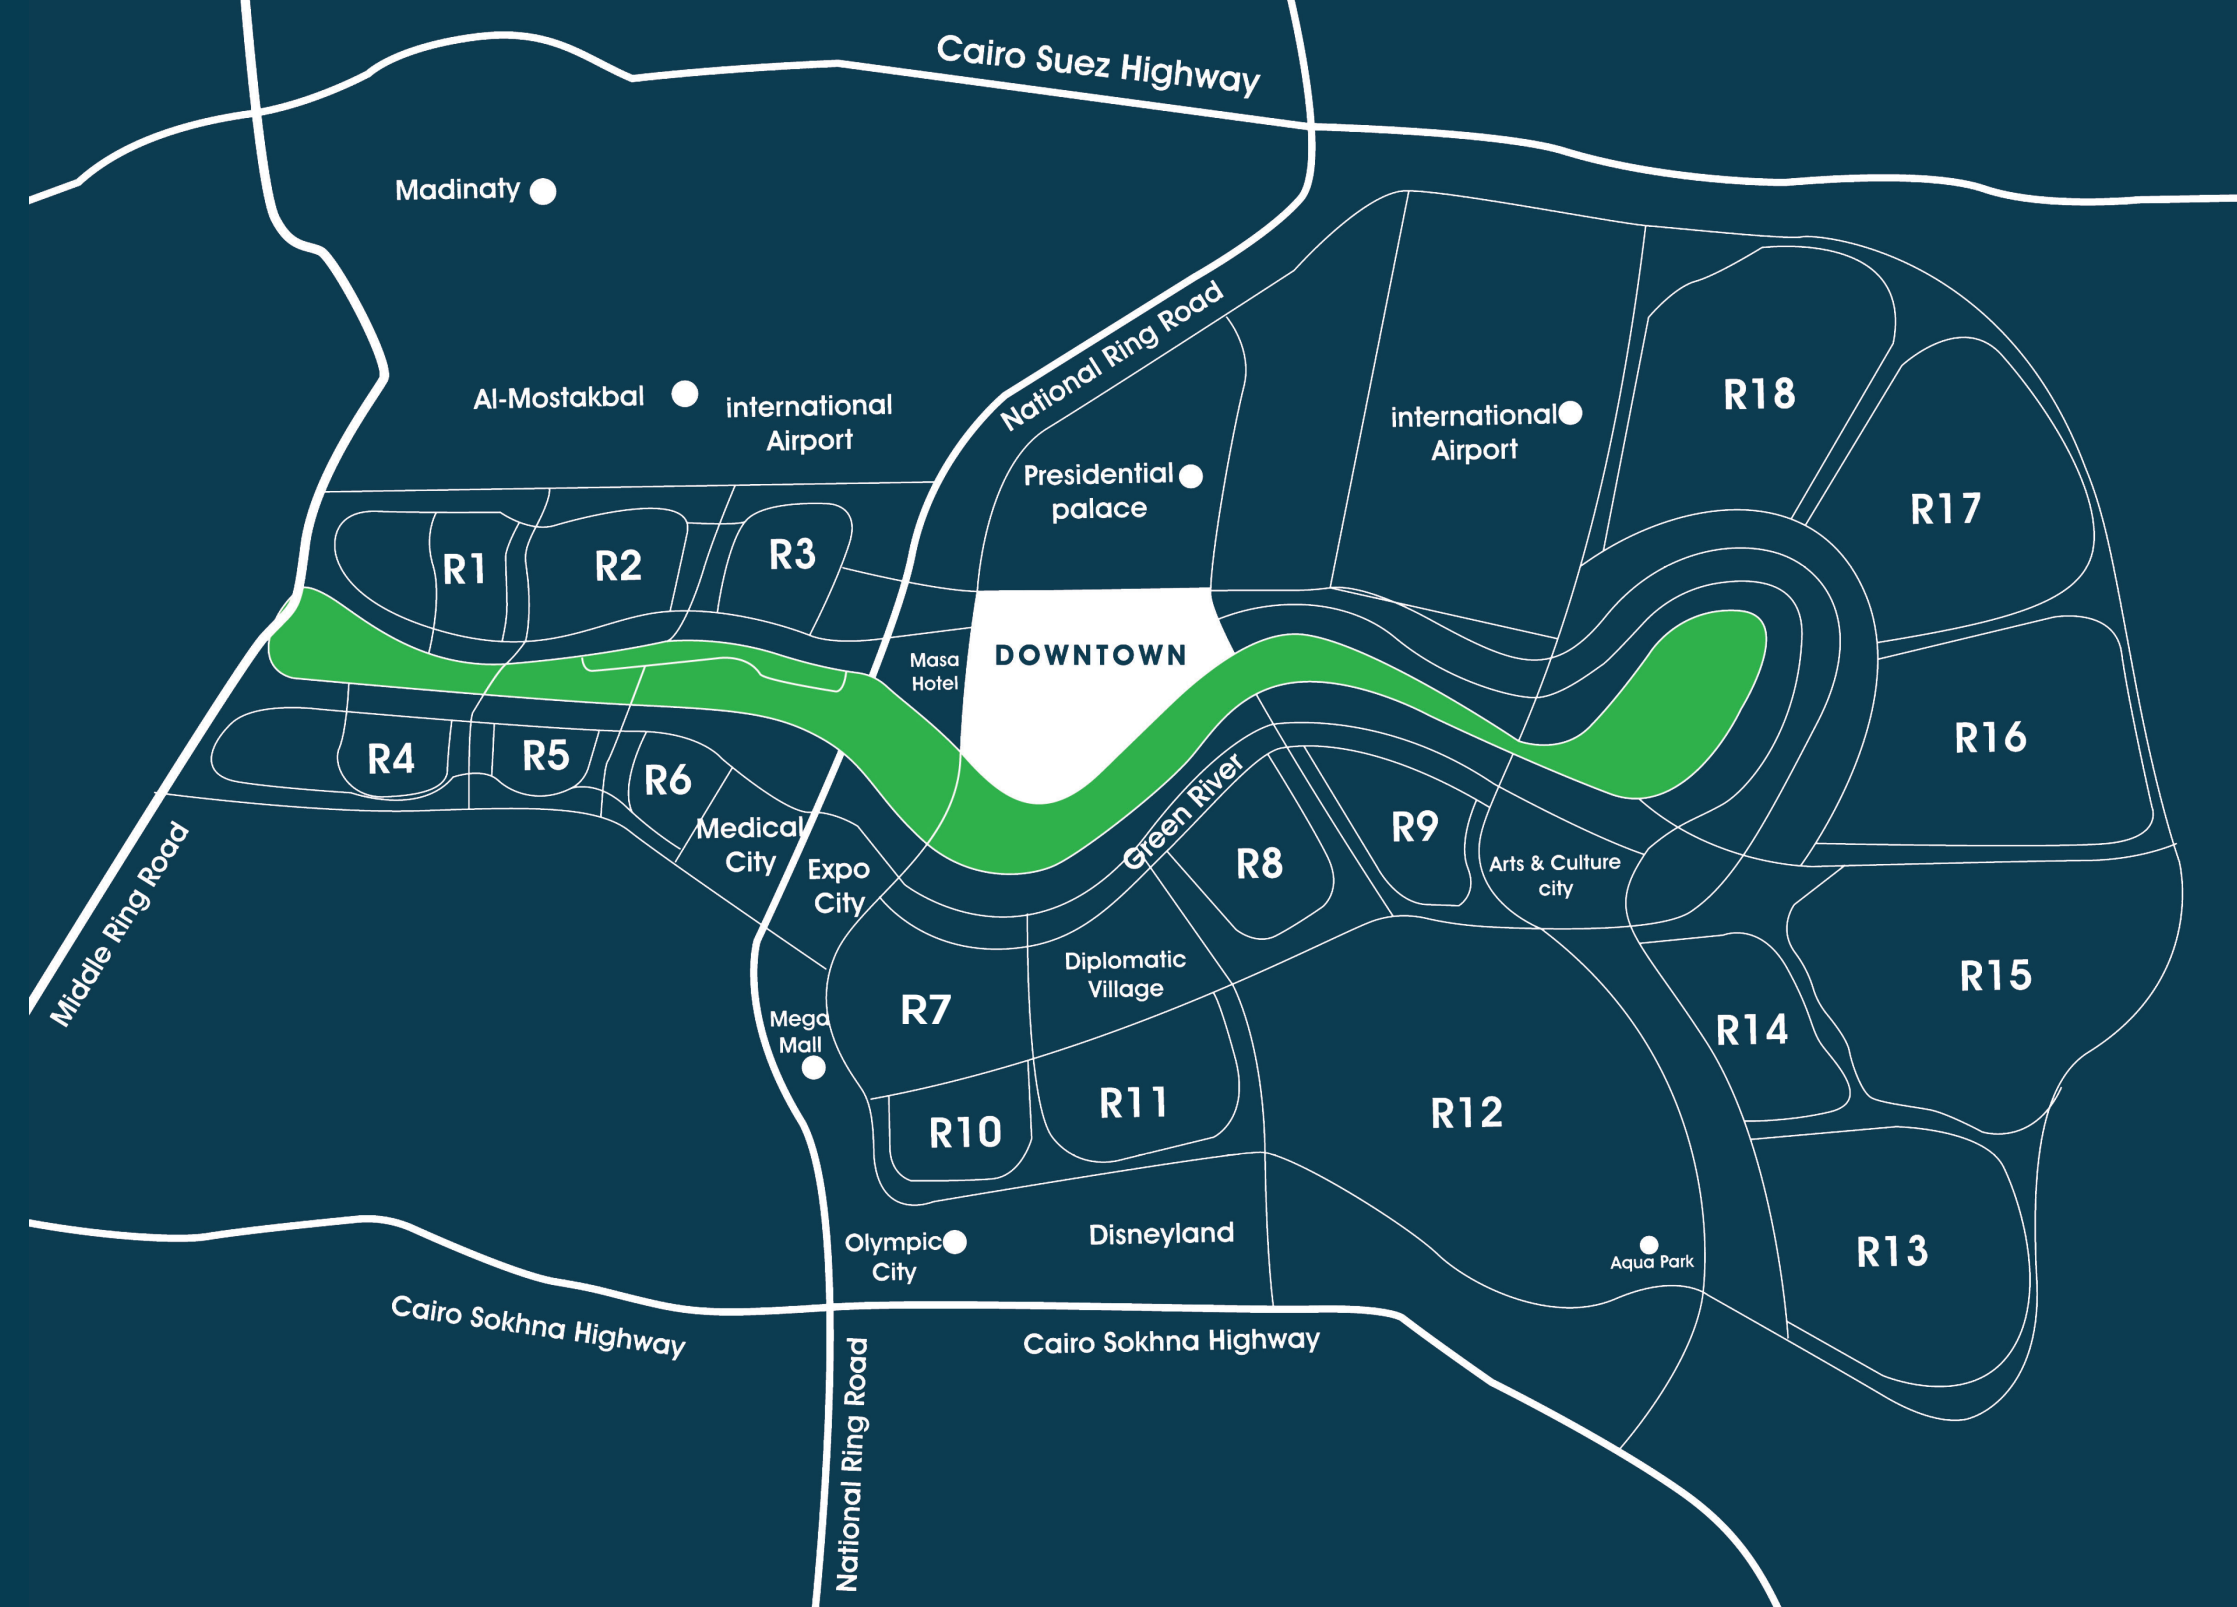 Cairo Suez Highway
Madinaty
National Ring Road
Al-Mostakbal
international
Airport
international
Airport
Presidential
palace
R18
R17
R1
R2
R3
Masa
Hotel
DOWNTOWN
R16
R4
R5
R6
Medical
City
Expo
City
Green River
R8
R9
Arts & Culture
city
Middle Ring Road
Diplomatic
Village
R7
Mega
Mall
R15
R14
R10
R11
R12
Olympic
City
Disneyland
Aqua Park
R13
Cairo Sokhna Highway
Cairo Sokhna Highway
National Ring Road